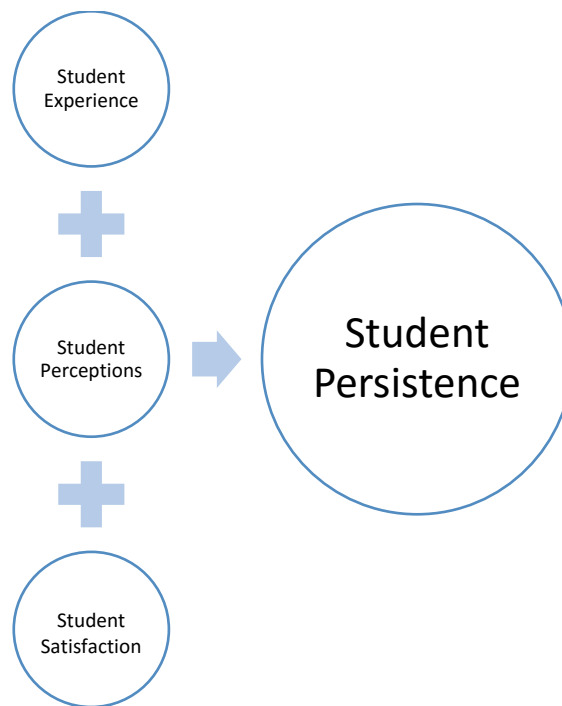 Student
Experience
Student
Perceptions
Student
Satisfaction
Student
Persistence